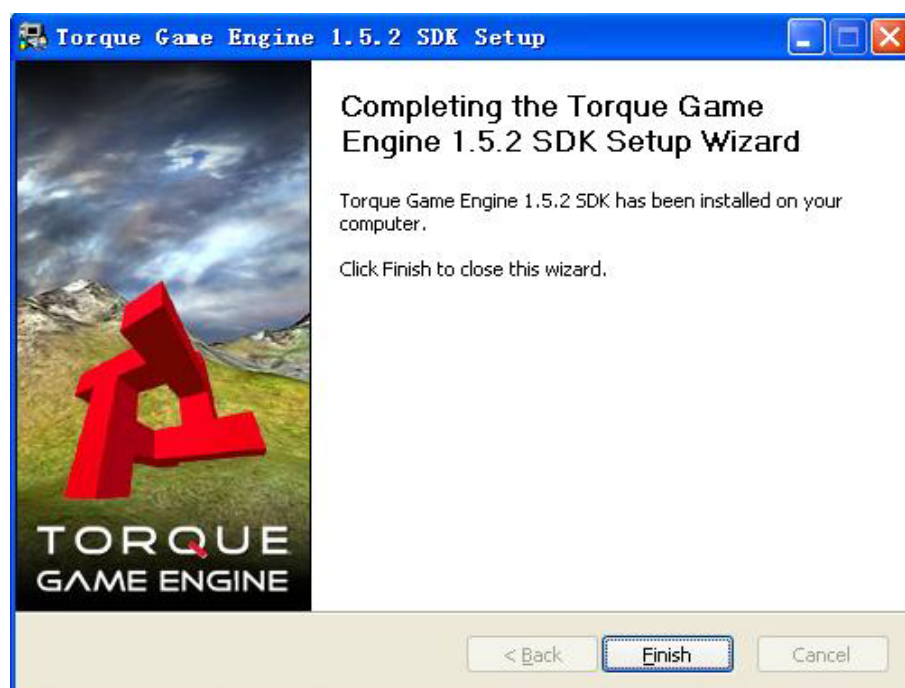 Torque Game Engine 1.5.2 SDK Setup
Completing the Torque Game
Engine 1.5.2 SDK Setup Wizard
Torque Game Engine 1.5.2 SDK has been installed on your
computer.
Click Finish to close this wizard.
TORQUE
GAME ENGINE
< Back
Finish
Cancel